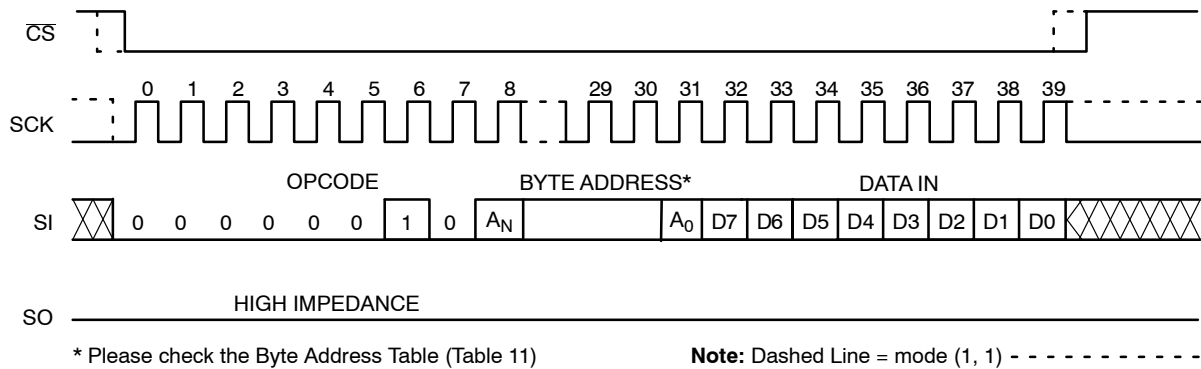 CS
0 1 2 3 4 5 6 7 8 29 30 31 32 33 34 35 36 37 38 39
SCK
OPCODE BYTE ADDRESS* DATA IN
SI 0 0 0 0 0 0 1 0 AN A0 D7 D6 D5 D4 D3 D2 D1 D0
HIGH IMPEDANCE
SO
* Please check the Byte Address Table (Table 11) Note: Dashed Line = mode (1, 1)